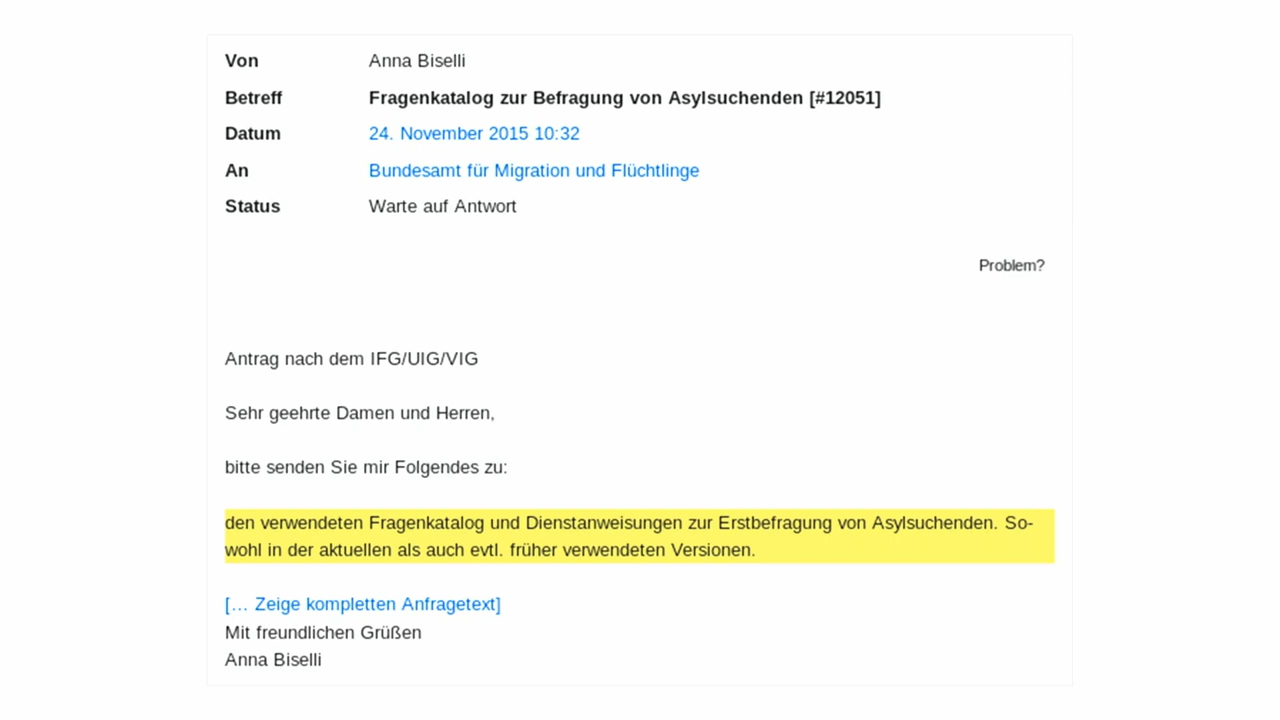 Von Anna Biselli
Betreff Fragenkatalog zur Befragung von Asylsuchenden [#12051]
Datum 24. November 2015 10:32
An Bundesamt für Migration und Flüchtlinge
Status Warte auf Antwort
Problem?
Antrag nach dem IFG/UIG/VIG
Sehr geehrte Damen und Herren,
bitte senden Sie mir Folgendes zu:
den verwendeten Fragenkatalog und Dienstanweisungen zur Erstbefragung von Asylsuchenden. So-
wohl in der aktuellen als auch evtl. früher verwendeten Versionen.
[… Zeige kompletten Anfragetext]
Mit freundlichen Grüßen
Anna Biselli